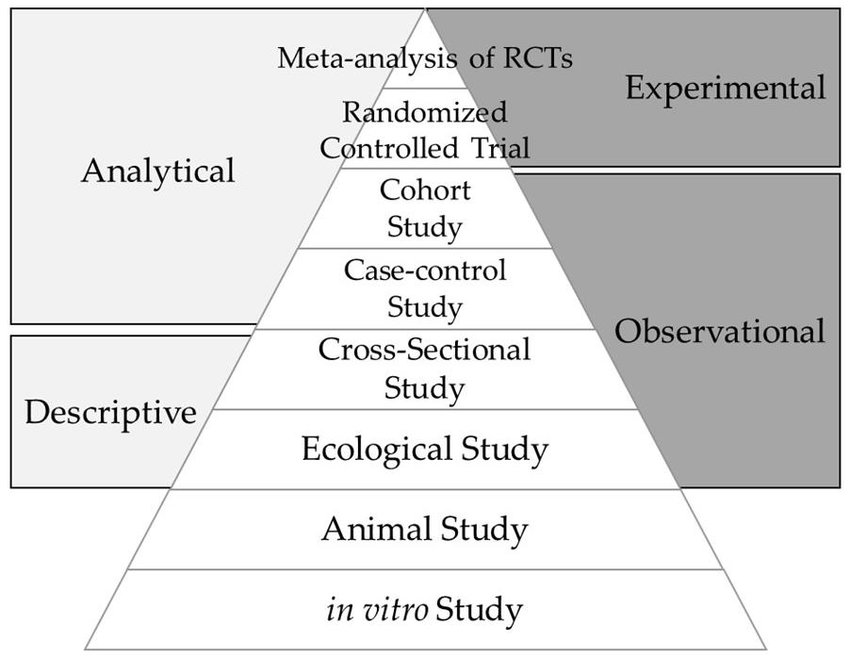 Meta-analysis of RCTs
Experimental
Randomized
Controlled Trial
Analytical
Cohort
Study
Case-control
Study
Observational
Cross-Sectional
Study
Descriptive
Ecological Study
Animal Study
in vitro Study